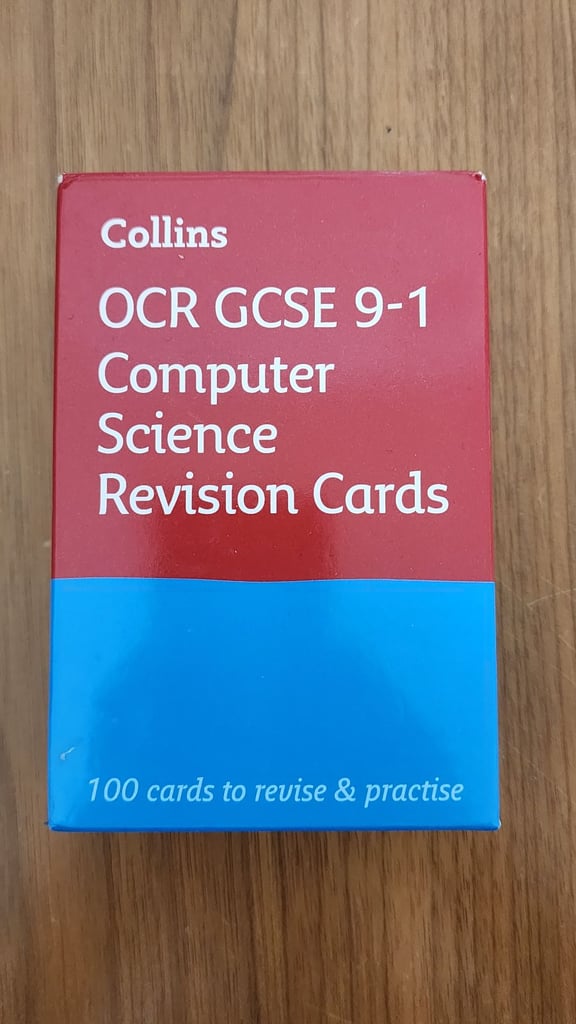 Collins
OCR GCSE 9-1
Computer
Science
Revision Cards
100 cards to revise & practise